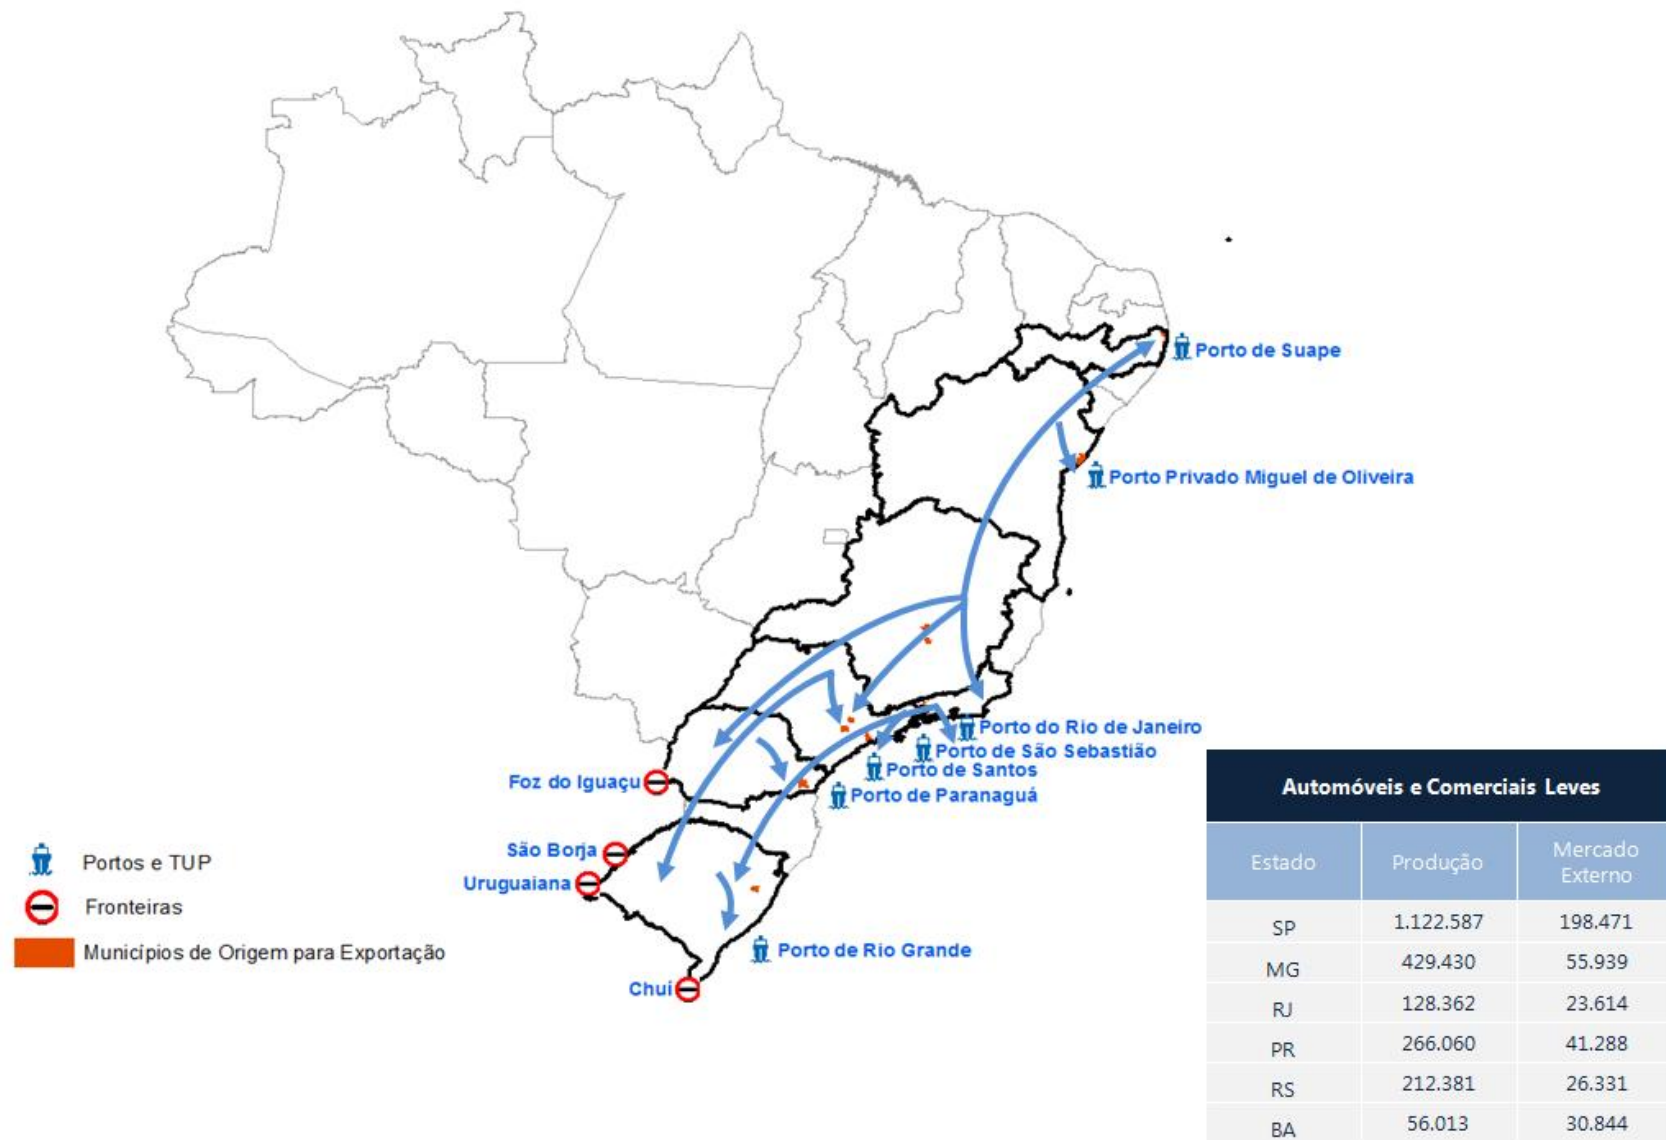 Porto de Suape
Porto Privado Miguel de Oliveira
Porto do Rio de Janeiro
Porto de São Sebastião
Porto de Santos
Porto de Paranaguá
Foz do Iguaçu
São Borja
Uruguaiana
Porto de Rio Grande
Chuí
Portos e TUP
Fronteiras
Municípios de Origem para Exportação
Automóveis e Comerciais Leves
Estado Produção Mercado Externo
SP 1.122.587 198.471
MG 429.430 55.939
RJ 128.362 23.614
PR 266.060 41.288
RS 212.381 26.331
BA 56.013 30.844